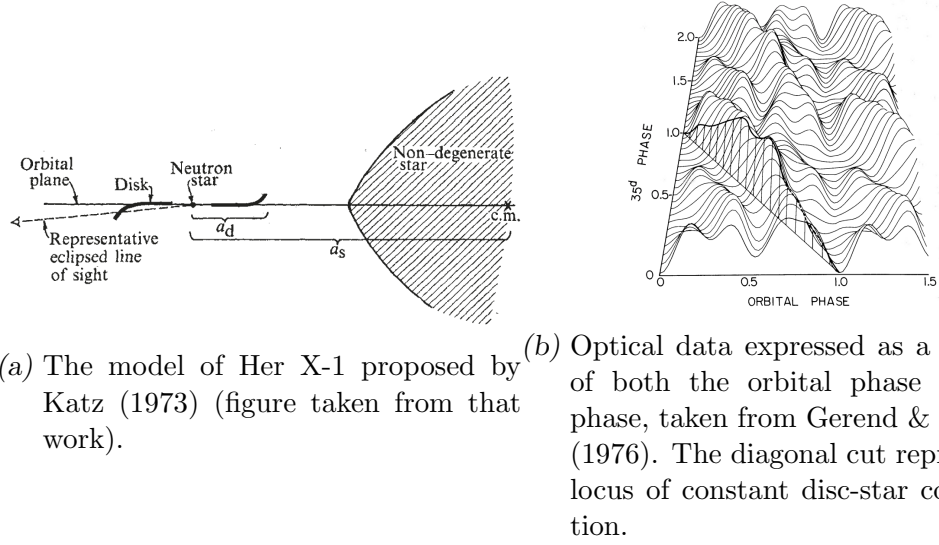 Orbital
plane
Disk
Neutron
star
Non-degenerate
star
c.m.
a_d
a_s
Representative
eclipsed line
of sight
2.0
1.5
1.0
0.5
0
35^d PHASE
0
0.5
1.0
1.5
ORBITAL PHASE
(a) The model of Her X-1 proposed by
Katz (1973) (figure taken from that
work).
(b) Optical data expressed as a
of both the orbital phase
phase, taken from Gerend &
(1976). The diagonal cut repr
locus of constant disc-star co
tion.